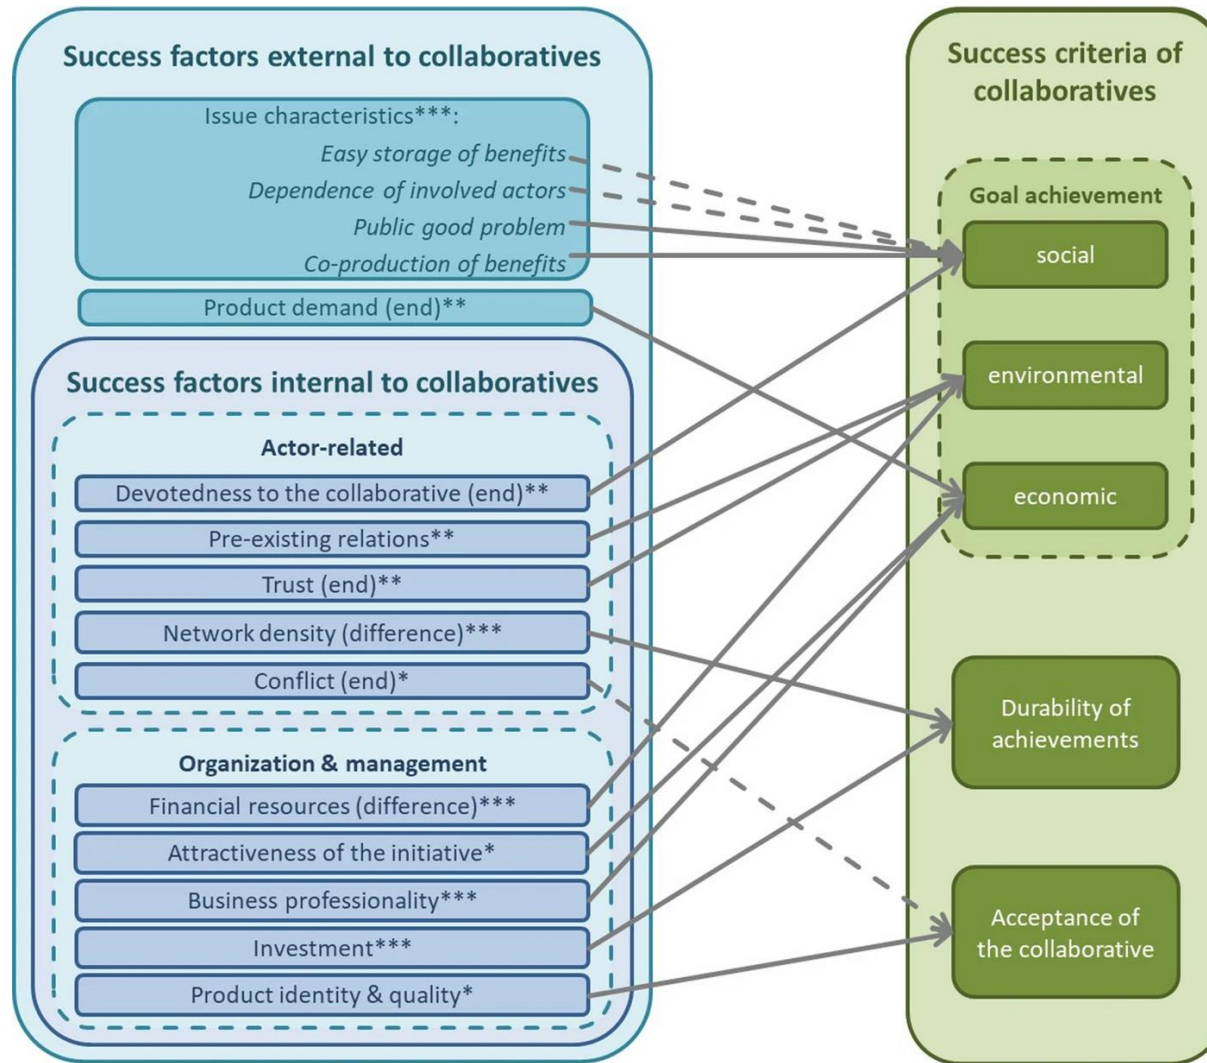 Success factors external to collaboratives
Issue characteristics***:
Easy storage of benefits
Dependence of involved actors
Public good problem
Co-production of benefits
Product demand (end)**
Success factors internal to collaboratives
Actor-related
Devotedness to the collaborative (end)**
Pre-existing relations**
Trust (end)**
Network density (difference)***
Conflict (end)*
Organization & management
Financial resources (difference)***
Attractiveness of the initiative*
Business professionality***
Investment***
Product identity & quality*
Success criteria of
collaboratives
Goal achievement
social
environmental
economic
Durability of
achievements
Acceptance of
the collaborative